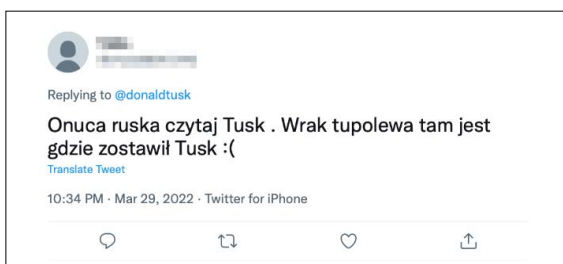 Replying to @donaldtusk
Onuca ruska czytaj Tusk . Wrak tupolewa tam jest
gdzie zostawił Tusk :(
Translate Tweet
10:34 PM · Mar 29, 2022 · Twitter for iPhone